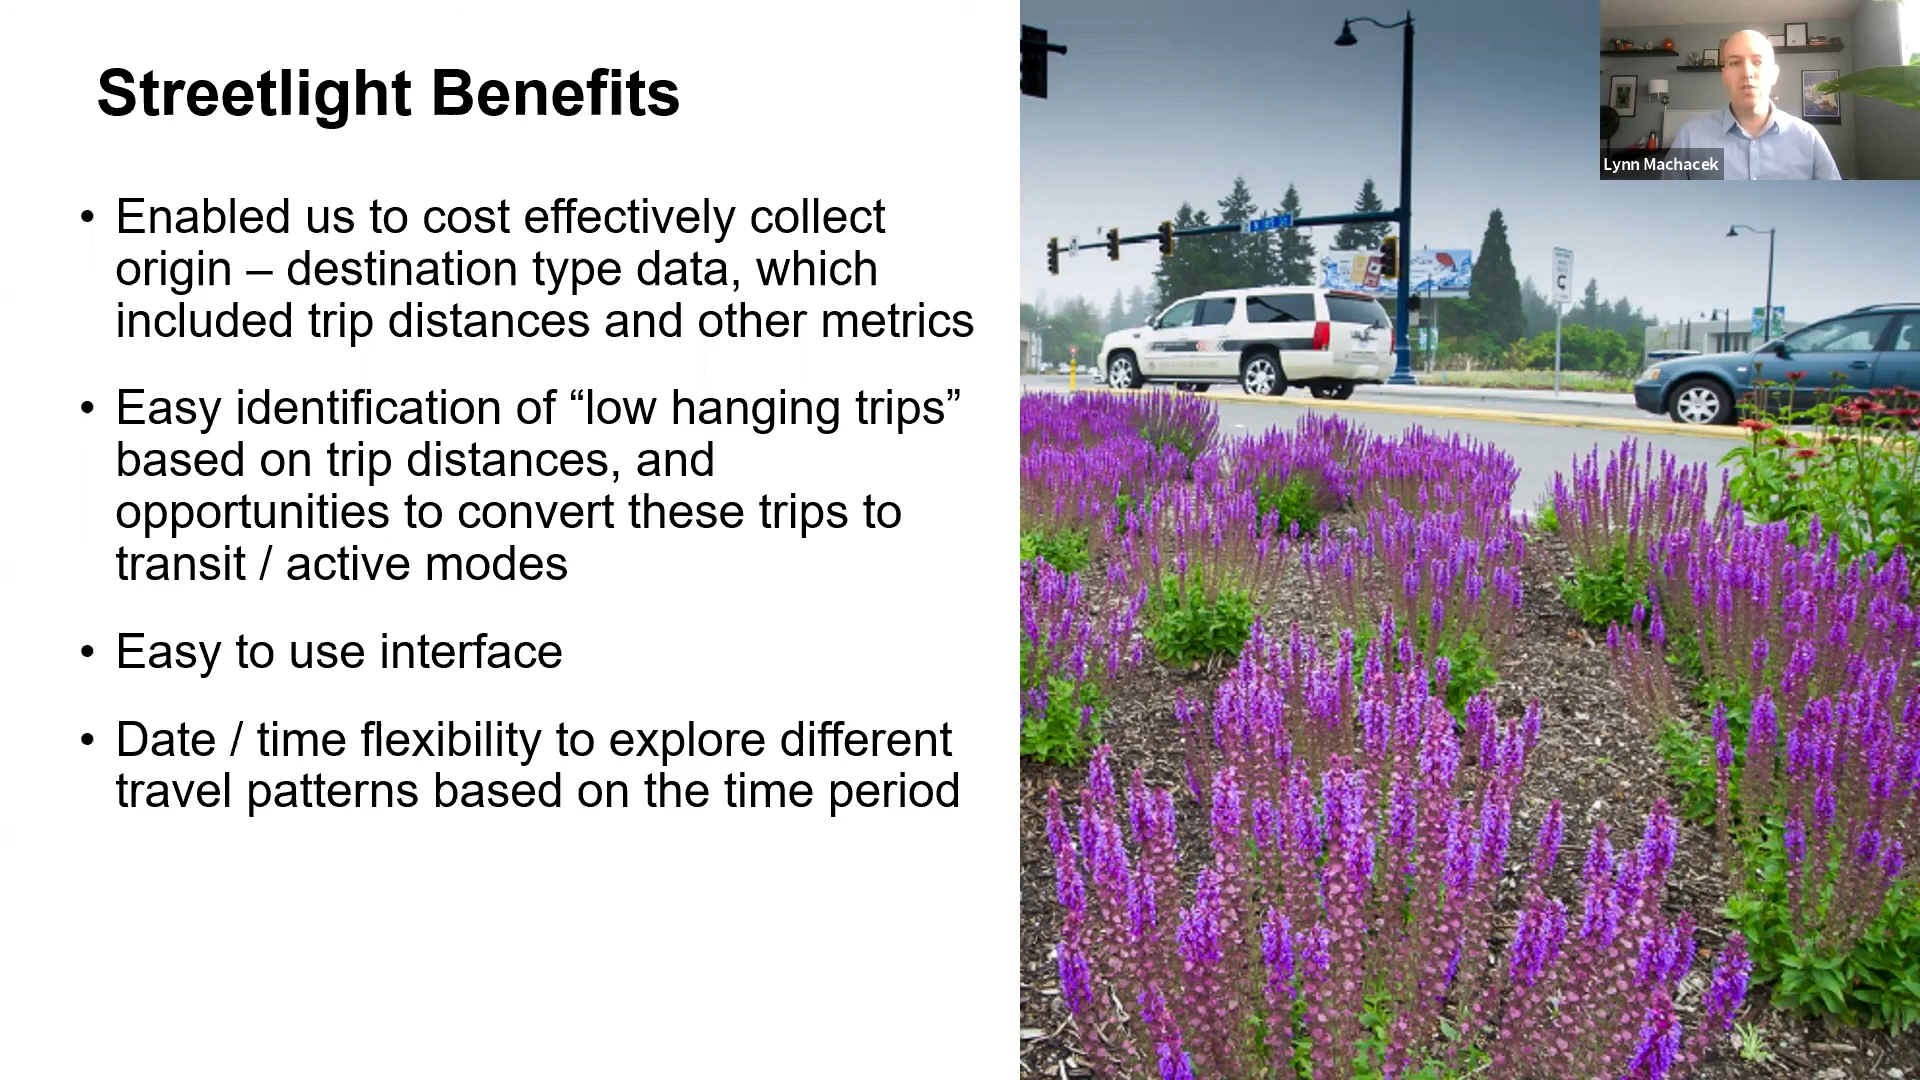 Streetlight Benefits
• Enabled us to cost effectively collect
origin – destination type data, which
included trip distances and other metrics
• Easy identification of “low hanging trips”
based on trip distances, and
opportunities to convert these trips to
transit / active modes
• Easy to use interface
• Date / time flexibility to explore different
travel patterns based on the time period
Lynn Machacek